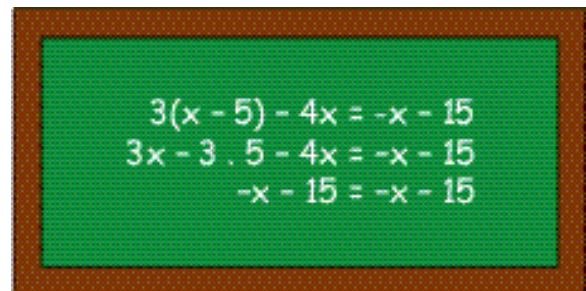 3(x - 5) - 4x = -x - 15
3x - 3 . 5 - 4x = -x - 15
-x - 15 = -x - 15